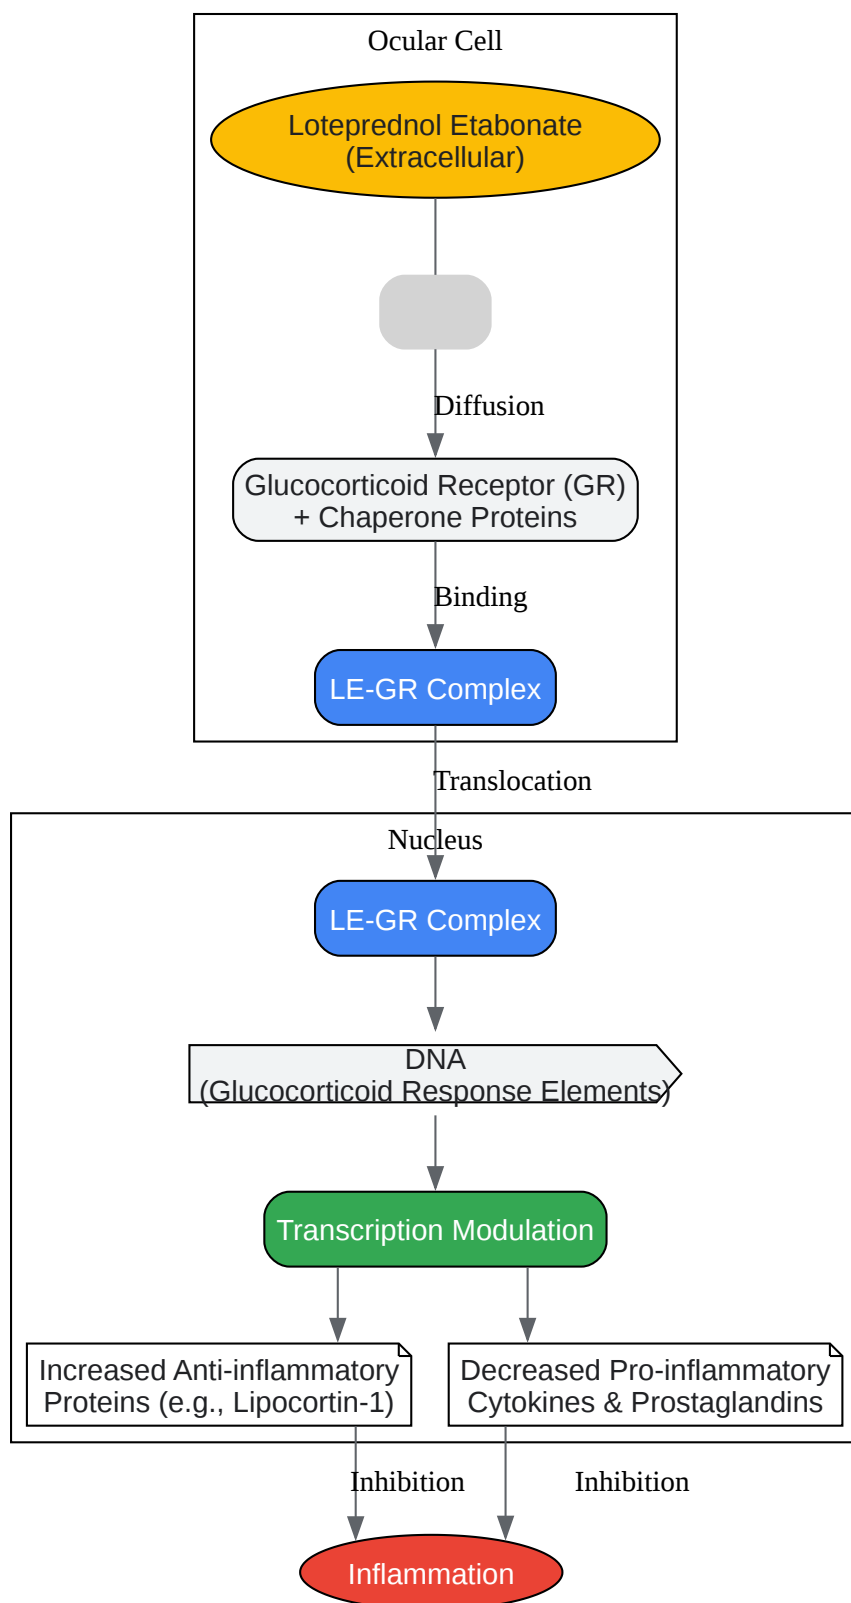 Ocular Cell
Loteprednol Etabonate
(Extracellular)
Diffusion
Glucocorticoid Receptor (GR)
+ Chaperone Proteins
Binding
LE-GR Complex
Translocation
Nucleus
LE-GR Complex
DNA
(Glucocorticoid Response Elements)
Transcription Modulation
Increased Anti-inflammatory
Proteins (e.g., Lipocortin-1)
Decreased Pro-inflammatory
Cytokines & Prostaglandins
Inhibition
Inhibition
Inflammation